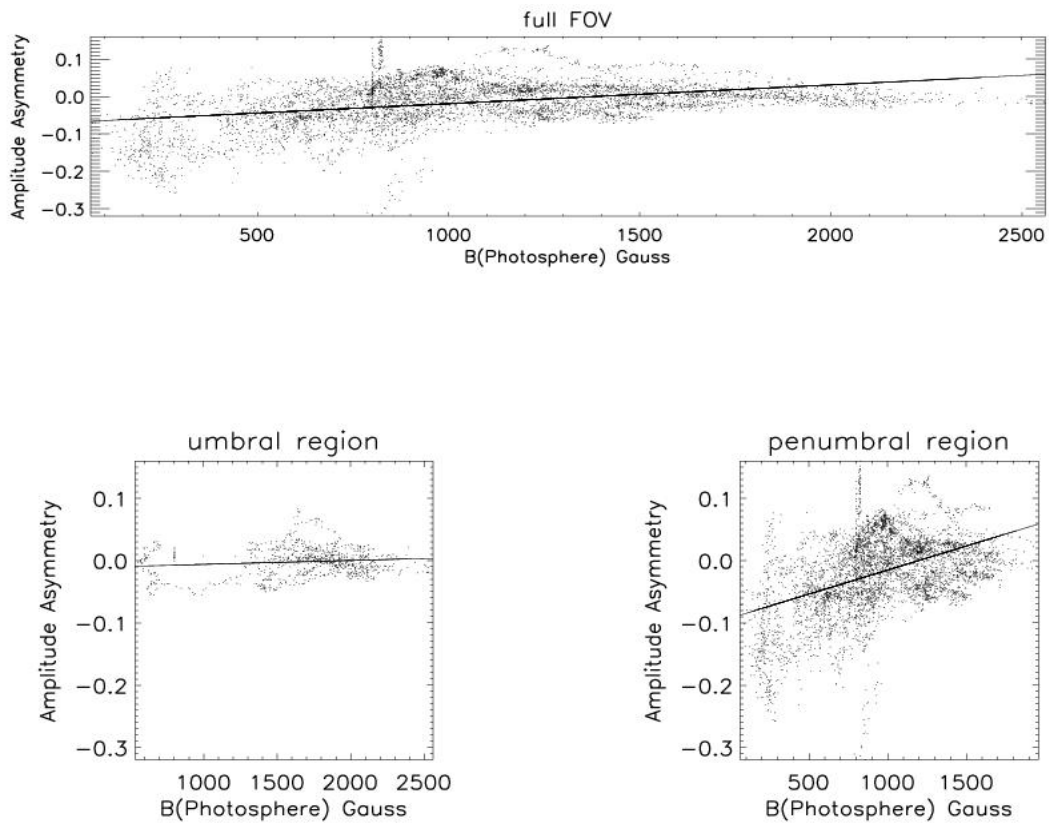 full FOV
Amplitude Asymmetry
0.1
0.0
−0.1
−0.2
−0.3
500 1000 1500 2000 2500
B(Photosphere) Gauss
umbral region
Amplitude Asymmetry
0.1
0.0
−0.1
−0.2
−0.3
1000 1500 2000 2500
B(Photosphere) Gauss
penumbral region
Amplitude Asymmetry
0.1
0.0
−0.1
−0.2
−0.3
500 1000 1500
B(Photosphere) Gauss